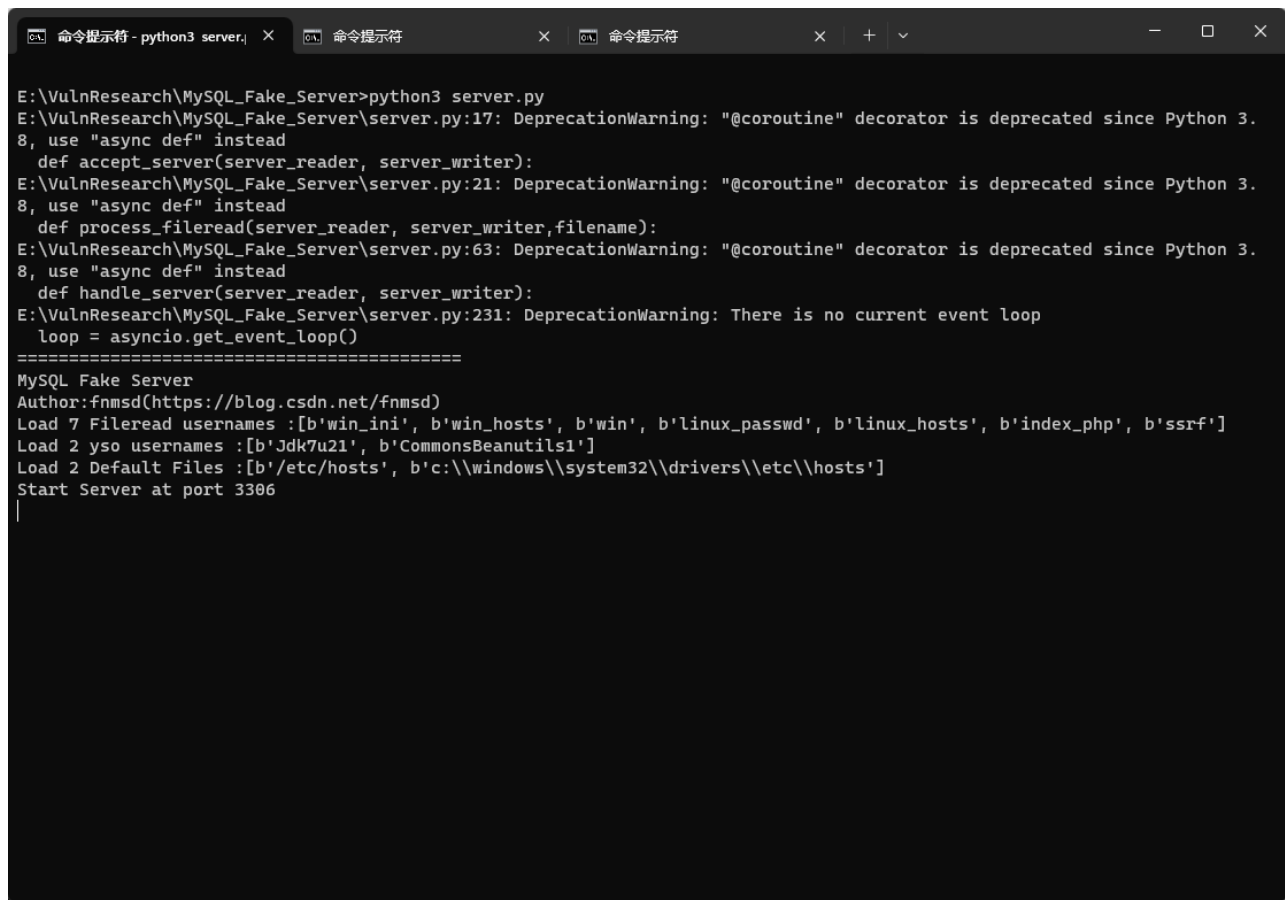 命令提示符 - python3 server.
命令提示符
命令提示符
E:\VulnResearch\MySQL_Fake_Server>python3 server.py
E:\VulnResearch\MySQL_Fake_Server\server.py:17: DeprecationWarning: "@coroutine" decorator is deprecated since Python 3.
8, use "async def" instead
  def accept_server(server_reader, server_writer):
E:\VulnResearch\MySQL_Fake_Server\server.py:21: DeprecationWarning: "@coroutine" decorator is deprecated since Python 3.
8, use "async def" instead
  def process_fileread(server_reader, server_writer,filename):
E:\VulnResearch\MySQL_Fake_Server\server.py:63: DeprecationWarning: "@coroutine" decorator is deprecated since Python 3.
8, use "async def" instead
  def handle_server(server_reader, server_writer):
E:\VulnResearch\MySQL_Fake_Server\server.py:231: DeprecationWarning: There is no current event loop
  loop = asyncio.get_event_loop()
===========================================
MySQL Fake Server
Author:fnmsd(https://blog.csdn.net/fnmsd)
Load 7 Fileread usernames :[b'win_ini', b'win_hosts', b'win', b'linux_passwd', b'linux_hosts', b'index_php', b'ssrf']
Load 2 yso usernames :[b'Jdk7u21', b'CommonsBeanutils1']
Load 2 Default Files :[b'/etc/hosts', b'c:\\windows\\system32\\drivers\\etc\\hosts']
Start Server at port 3306